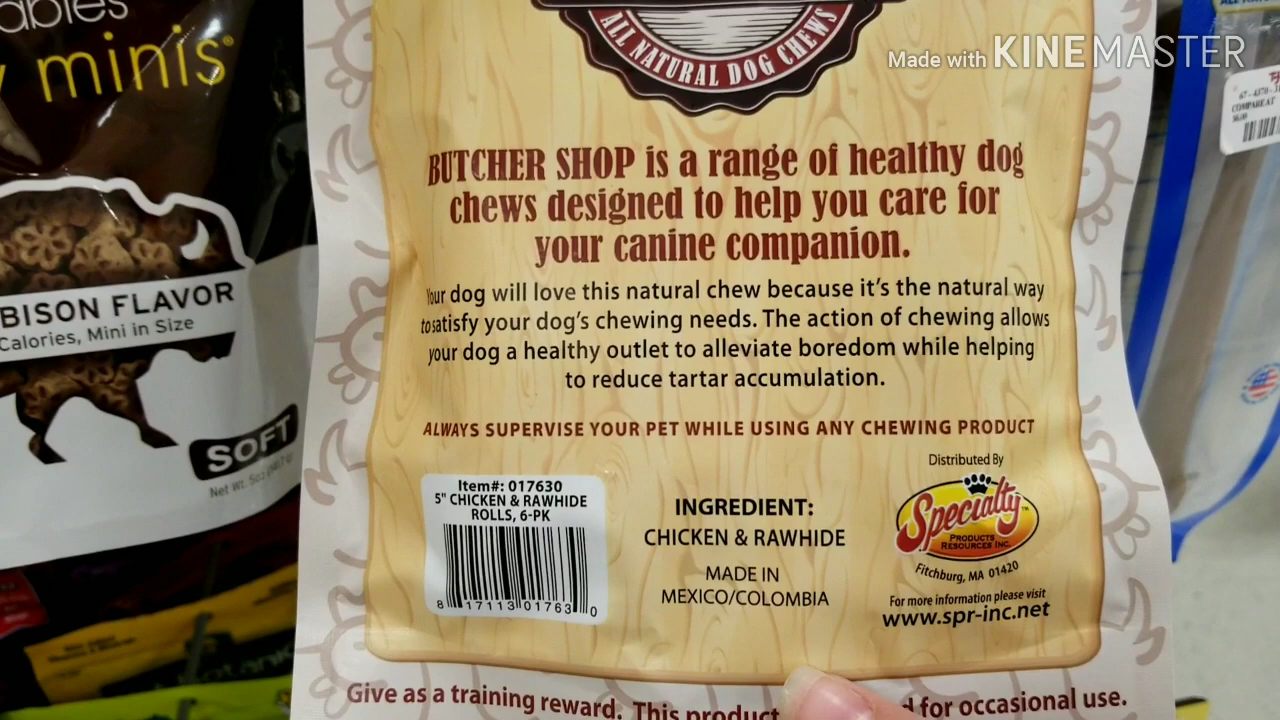 ables
minis®
BISON FLAVOR
Calories, Mini in Size
SOFT
Net Wt. 5oz
ALL NATURAL DOG CHEWS
Made with KINEMASTER
BUTCHER SHOP is a range of healthy dog
chews designed to help you care for
your canine companion.
Your dog will love this natural chew because it's the natural way
to satisfy your dog's chewing needs. The action of chewing allows
your dog a healthy outlet to alleviate boredom while helping
to reduce tartar accumulation.
ALWAYS SUPERVISE YOUR PET WHILE USING ANY CHEWING PRODUCT
Item#: 017630
5" CHICKEN & RAWHIDE
ROLLS, 6-PK
8 17113 01763 0
INGREDIENT:
CHICKEN & RAWHIDE
MADE IN
MEXICO/COLOMBIA
Distributed By
Specialty™
PRODUCTS
RESOURCES INC.
Fitchburg, MA 01420
For more information please visit
www.spr-inc.net
Give as a training reward. This product for occasional use.
COMPARE AT